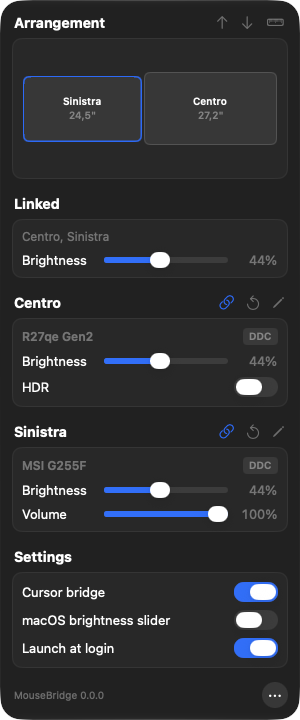 Arrangement
Sinistra
24,5"
Centro
27,2"
Linked
Centro, Sinistra
Brightness 44%
Centro
R27qe Gen2 DDC
Brightness 44%
HDR
Sinistra
MSI G255F DDC
Brightness 44%
Volume 100%
Settings
Cursor bridge
macOS brightness slider
Launch at login
MouseBridge 0.0.0